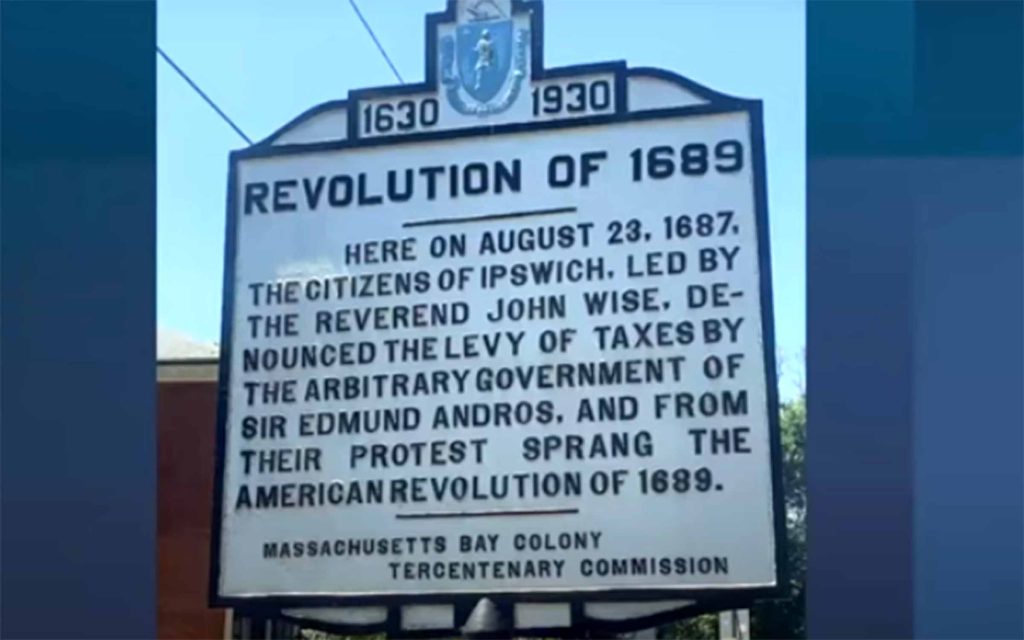 1630 1930
REVOLUTION OF 1689
HERE ON AUGUST 23, 1687,
THE CITIZENS OF IPSWICH, LED BY
THE REVEREND JOHN WISE, DE-
NOUNCED THE LEVY OF TAXES BY
THE ARBITRARY GOVERNMENT OF
SIR EDMUND ANDROS, AND FROM
THEIR PROTEST SPRANG THE
AMERICAN REVOLUTION OF 1689.
MASSACHUSETTS BAY COLONY
TERCENTENARY COMMISSION